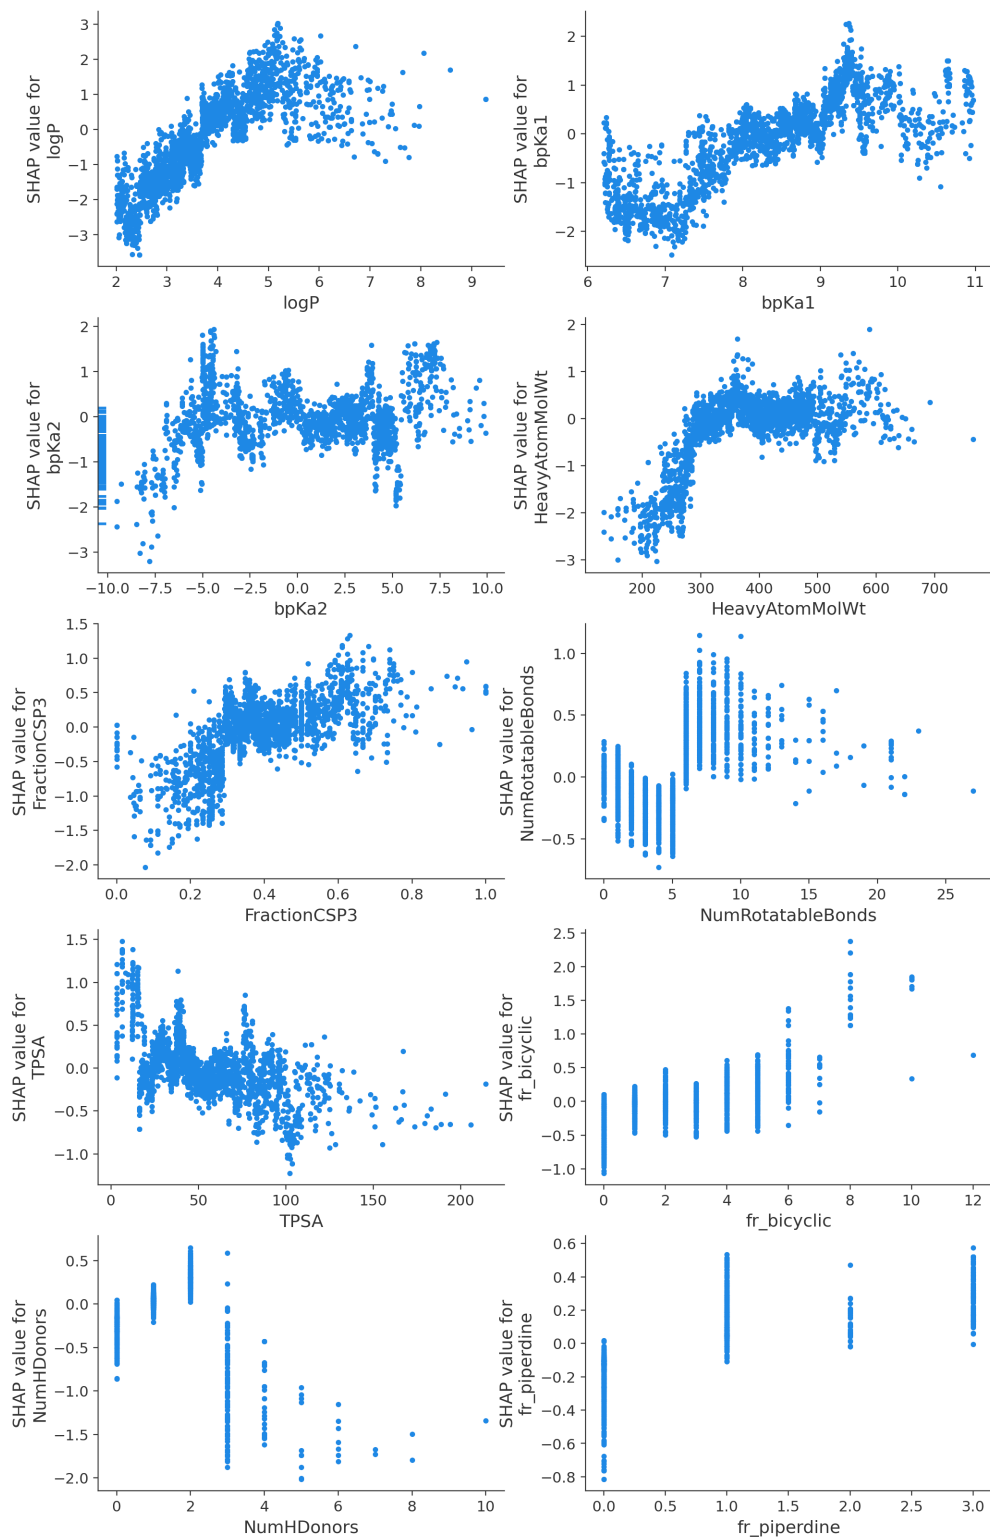 SHAP value for
logP
3
2
1
0
−1
−2
−3
2 3 4 5 6 7 8 9
logP
SHAP value for
bpKa1
2
1
0
−1
−2
6 7 8 9 10 11
bpKa1
SHAP value for
bpKa2
2
1
0
−1
−2
−3
−10.0 −7.5 −5.0 −2.5 0.0 2.5 5.0 7.5 10.0
bpKa2
SHAP value for
HeavyAtomMolWt
2
1
0
−1
−2
−3
200 300 400 500 600 700
HeavyAtomMolWt
SHAP value for
FractionCSP3
1.5
1.0
0.5
0.0
−0.5
−1.0
−1.5
−2.0
0.0 0.2 0.4 0.6 0.8 1.0
FractionCSP3
SHAP value for
NumRotatableBonds
1.0
0.5
0.0
−0.5
0 5 10 15 20 25
NumRotatableBonds
SHAP value for
TPSA
1.5
1.0
0.5
0.0
−0.5
−1.0
0 50 100 150 200
TPSA
SHAP value for
fr_bicyclic
2.5
2.0
1.5
1.0
0.5
0.0
−0.5
−1.0
0 2 4 6 8 10 12
fr_bicyclic
SHAP value for
NumHDonors
0.5
0.0
−0.5
−1.0
−1.5
−2.0
0 2 4 6 8 10
NumHDonors
SHAP value for
fr_piperdine
0.6
0.4
0.2
0.0
−0.2
−0.4
−0.6
−0.8
0.0 0.5 1.0 1.5 2.0 2.5 3.0
fr_piperdine